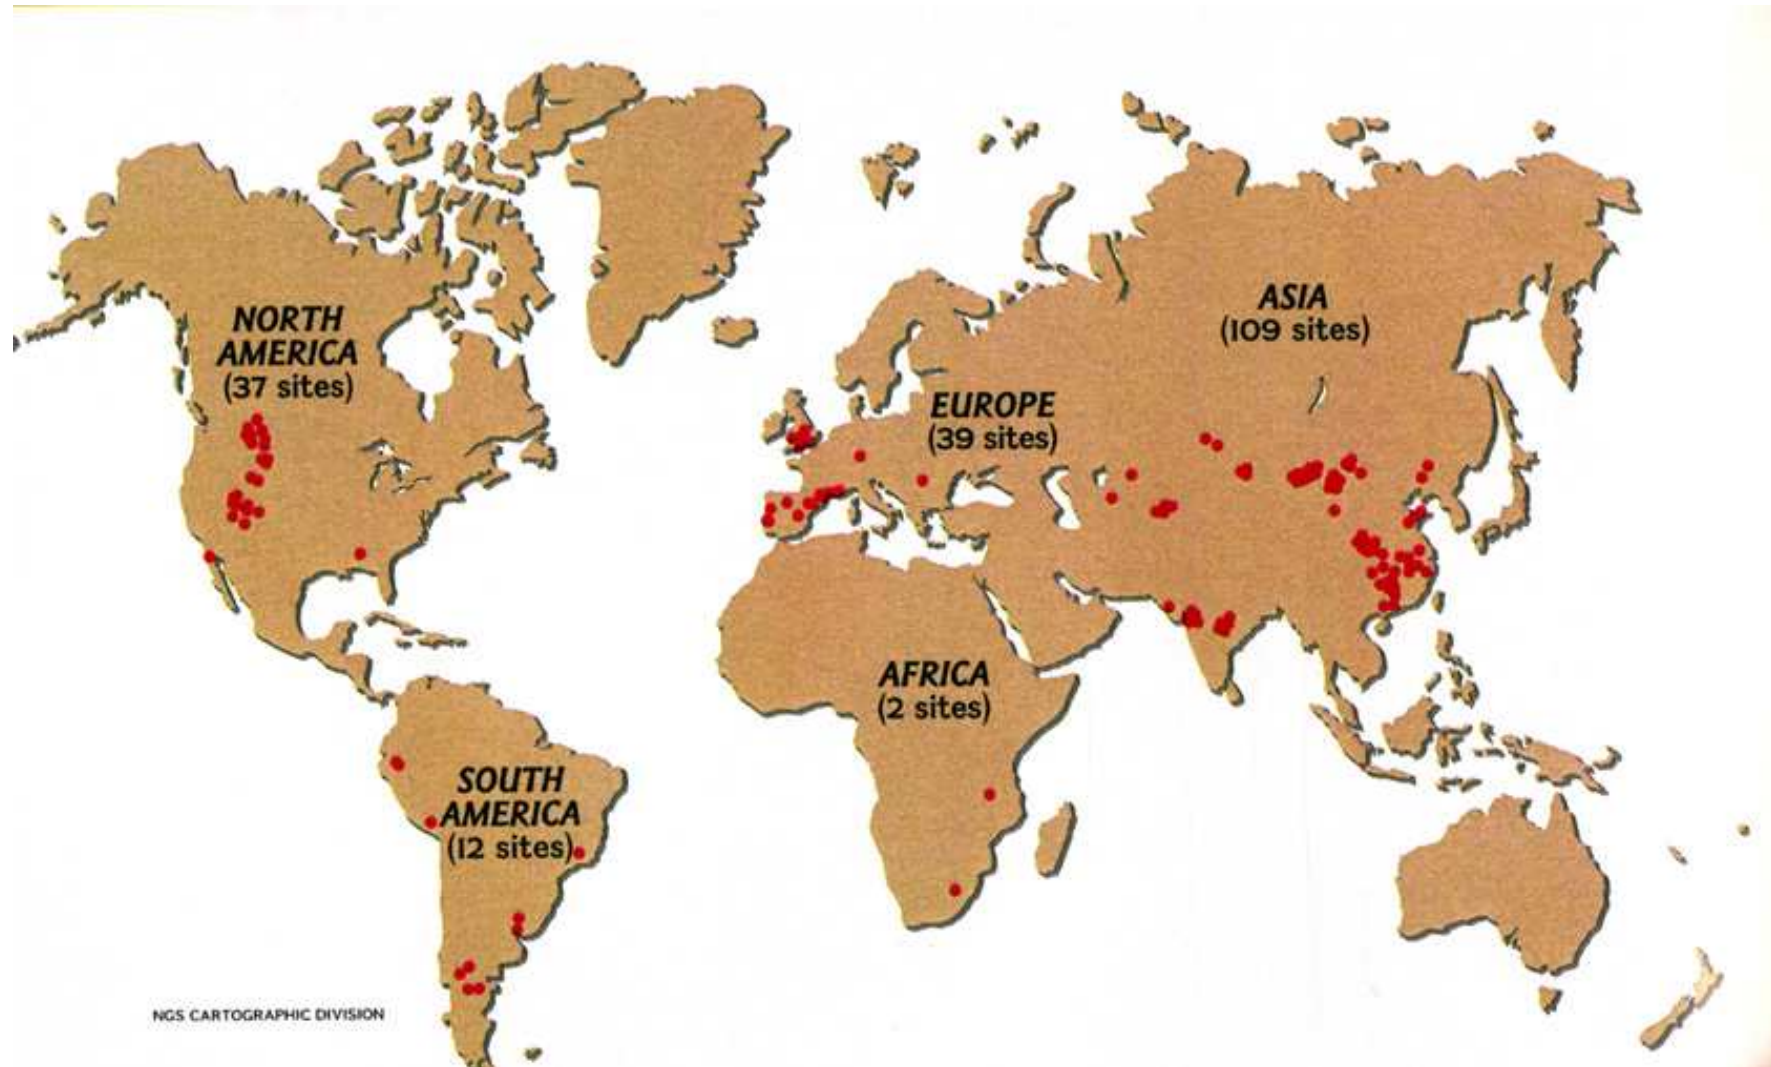 NORTH
AMERICA
(37 sites)
ASIA
(109 sites)
EUROPE
(39 sites)
AFRICA
(2 sites)
SOUTH
AMERICA
(12 sites)
NGS CARTOGRAPHIC DIVISION